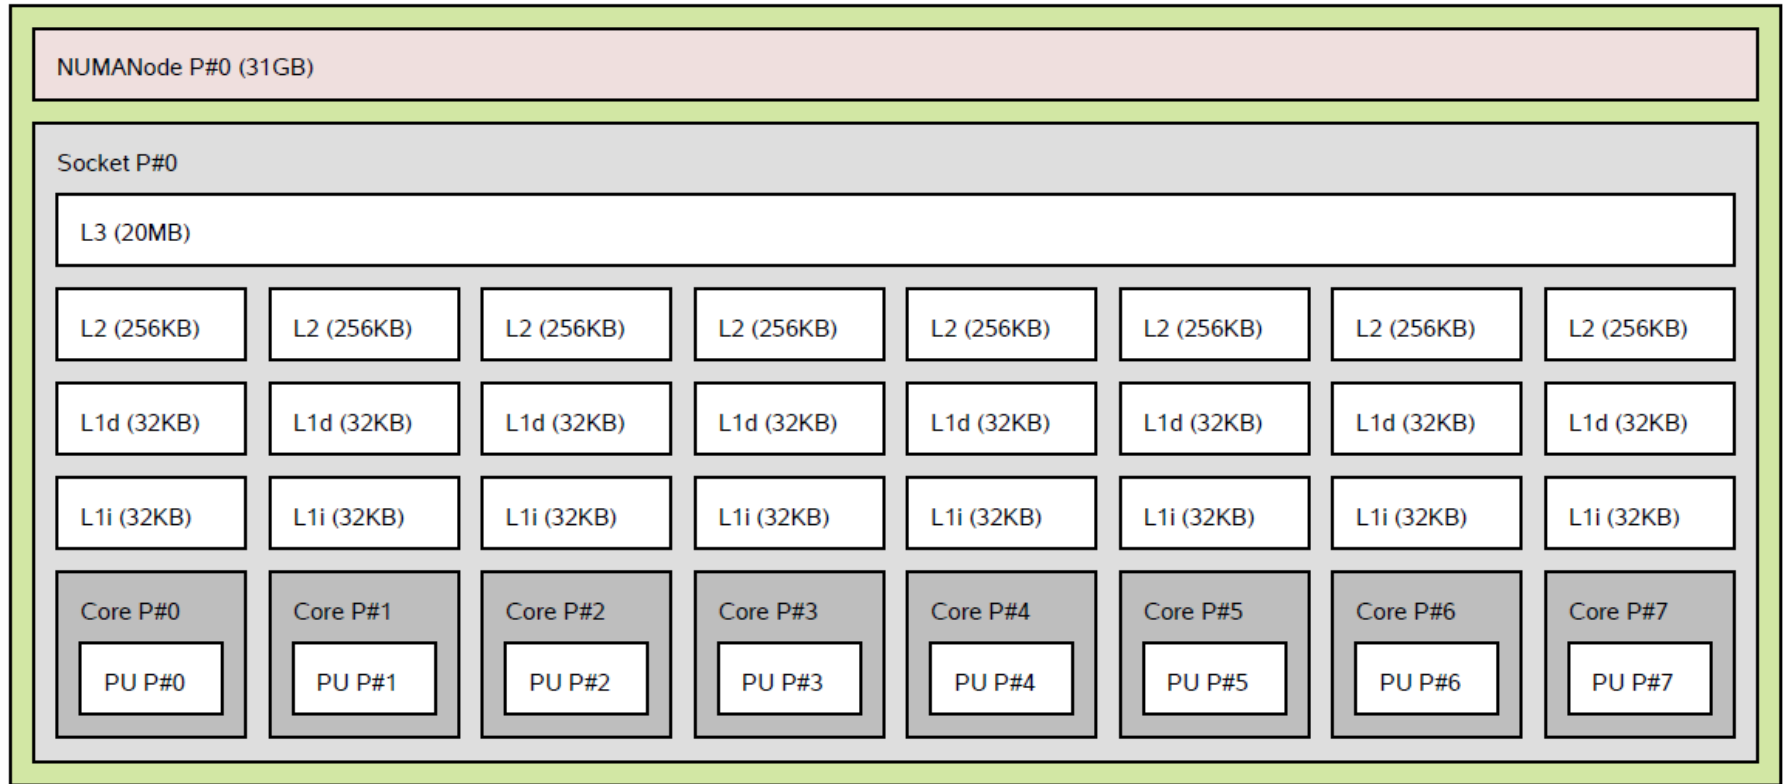 NUMANode P#0 (31GB)
Socket P#0
L3 (20MB)
L2 (256KB) L2 (256KB) L2 (256KB) L2 (256KB) L2 (256KB) L2 (256KB) L2 (256KB) L2 (256KB)
L1d (32KB) L1d (32KB) L1d (32KB) L1d (32KB) L1d (32KB) L1d (32KB) L1d (32KB) L1d (32KB)
L1i (32KB) L1i (32KB) L1i (32KB) L1i (32KB) L1i (32KB) L1i (32KB) L1i (32KB) L1i (32KB)
Core P#0 Core P#1 Core P#2 Core P#3 Core P#4 Core P#5 Core P#6 Core P#7
PU P#0 PU P#1 PU P#2 PU P#3 PU P#4 PU P#5 PU P#6 PU P#7